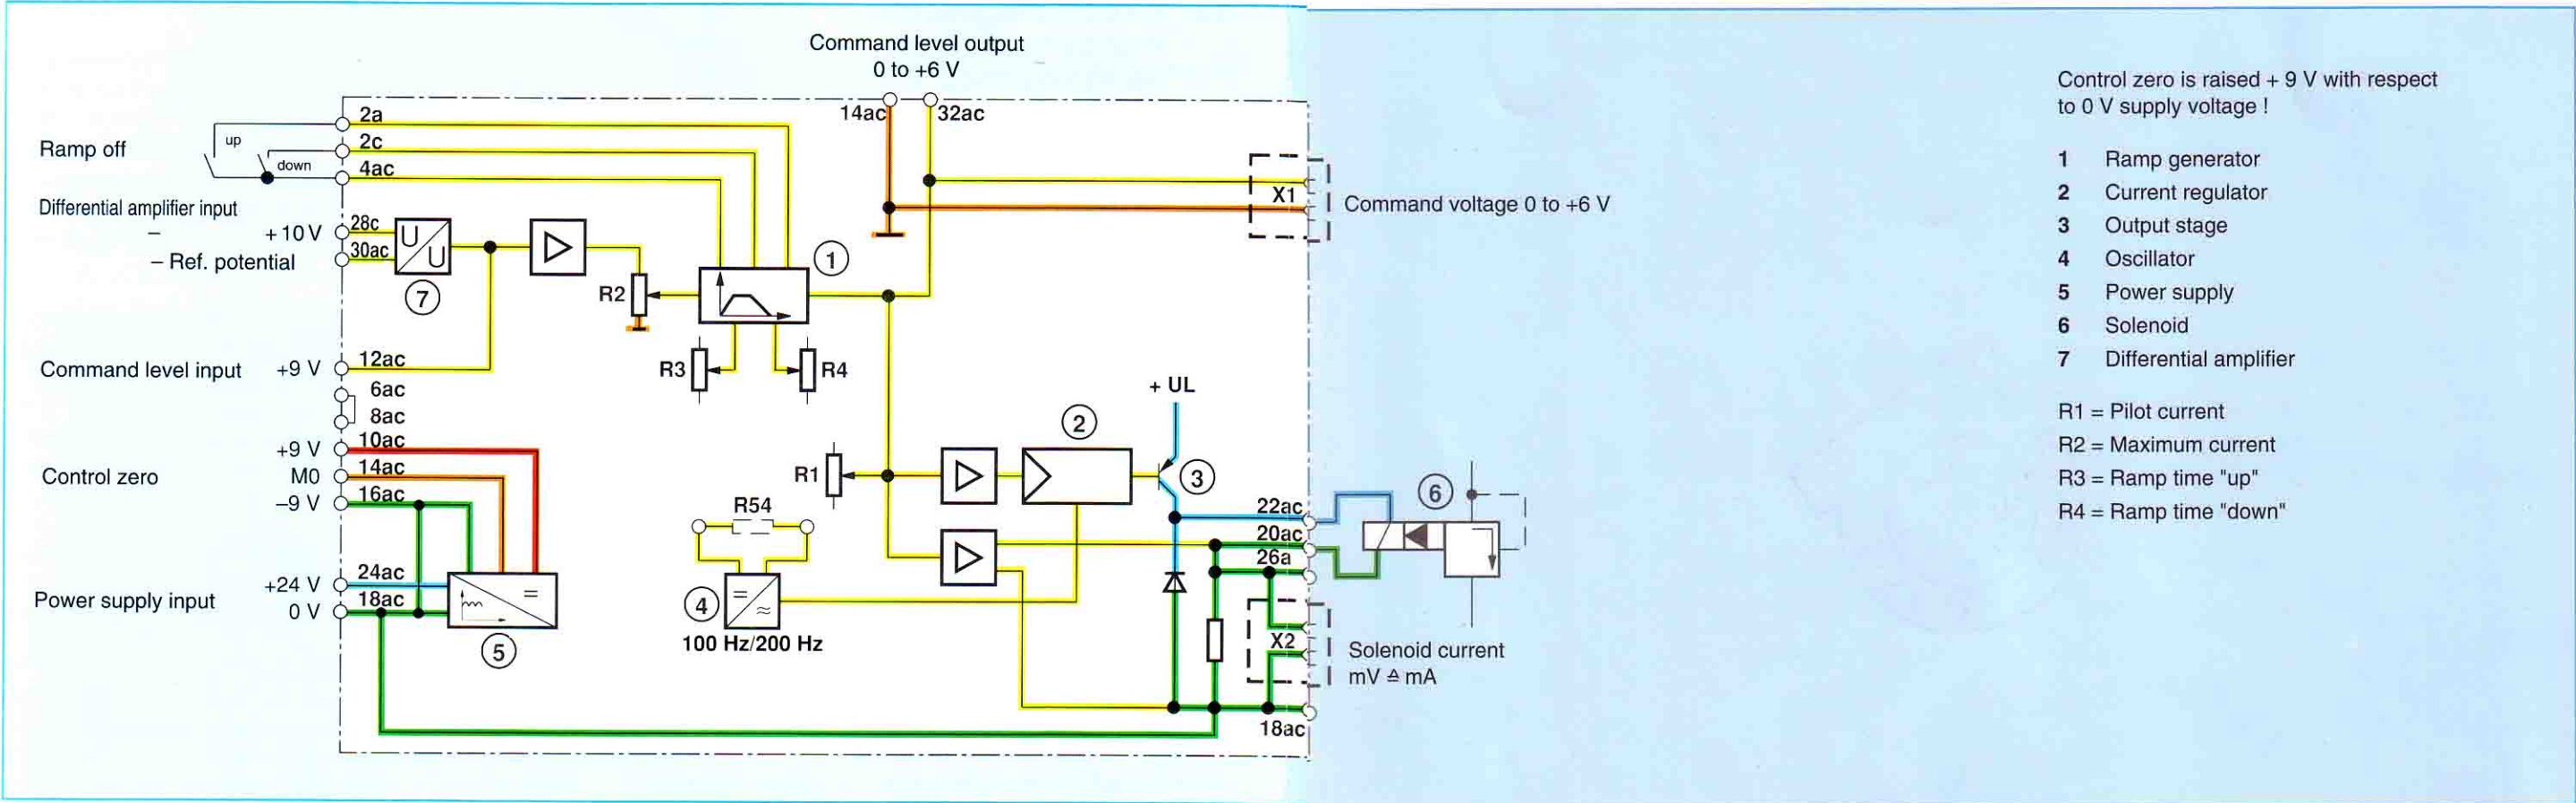 Command level output
0 to +6 V
14ac
32ac
2a
2c
4ac
Ramp off
up
down
Differential amplifier input
– +10 V
28c
– Ref. potential
30ac
U
U
7
1
R2
R3
R4
X1
Command voltage 0 to +6 V
Command level input +9 V
12ac
6ac
8ac
+9 V
10ac
Control zero
M0
14ac
–9 V
16ac
Power supply input
+24 V
24ac
0 V
18ac
=
5
R1
+ UL
2
3
R54
4
=
≈
100 Hz/200 Hz
22ac
20ac
26a
6
X2
Solenoid current
mV ≙ mA
18ac
Control zero is raised + 9 V with respect
to 0 V supply voltage !
1 Ramp generator
2 Current regulator
3 Output stage
4 Oscillator
5 Power supply
6 Solenoid
7 Differential amplifier
R1 = Pilot current
R2 = Maximum current
R3 = Ramp time "up"
R4 = Ramp time "down"